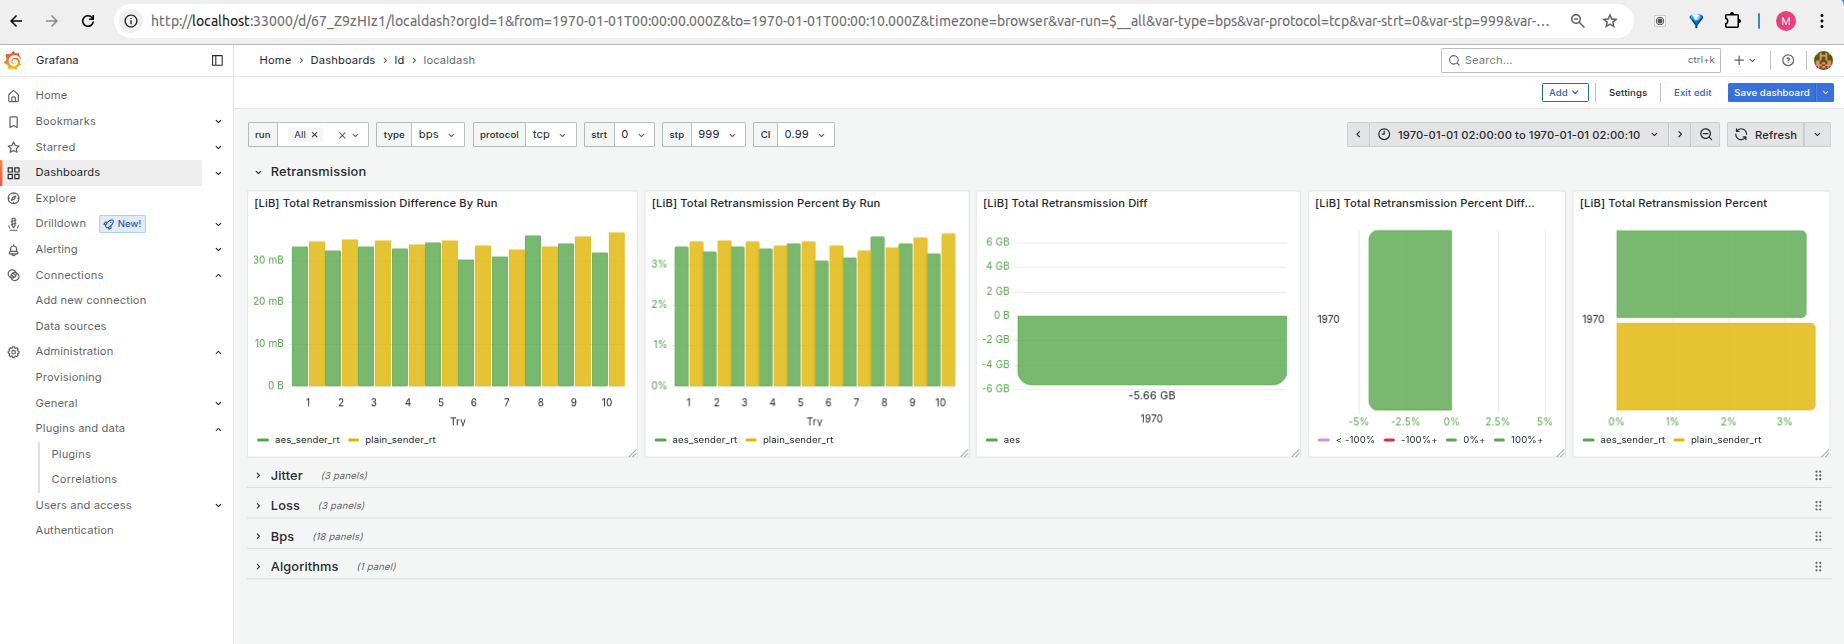 http://localhost:33000/d/67_Z9zHIz1/localdash?orgId=1&from=1970-01-01T00:00:00.000Z&to=1970-01-01T00:00:10.000Z&timezone=browser&var-run=$__all&var-type=bps&var-protocol=tcp&var-strt=0&var-stp=999&var-...
M
Grafana
Home › Dashboards › ld › localdash
Search...
ctrl+k
Add
Settings
Exit edit
Save dashboard
Home
Bookmarks
Starred
Dashboards
Explore
Drilldown
New!
Alerting
Connections
Add new connection
Data sources
Administration
Provisioning
General
Plugins and data
Plugins
Correlations
Users and access
Authentication
run All × ×
type bps
protocol tcp
strt 0
stp 999
CI 0.99
1970-01-01 02:00:00 to 1970-01-01 02:00:10
Refresh
Retransmission
[LiB] Total Retransmission Difference By Run
30 mB
20 mB
10 mB
0 B
1 2 3 4 5 6 7 8 9 10
Try
aes_sender_rt plain_sender_rt
[LiB] Total Retransmission Percent By Run
3%
2%
1%
0%
1 2 3 4 5 6 7 8 9 10
Try
aes_sender_rt plain_sender_rt
[LiB] Total Retransmission Diff
6 GB
4 GB
2 GB
0 B
-2 GB
-4 GB
-6 GB
-5.66 GB
1970
aes
[LiB] Total Retransmission Percent Diff...
1970
-5% -2.5% 0% 2.5% 5%
< -100% -100%+ 0%+ 100%+
[LiB] Total Retransmission Percent
1970
0% 1% 2% 3%
aes_sender_rt plain_sender_rt
Jitter (3 panels)
Loss (3 panels)
Bps (18 panels)
Algorithms (1 panel)